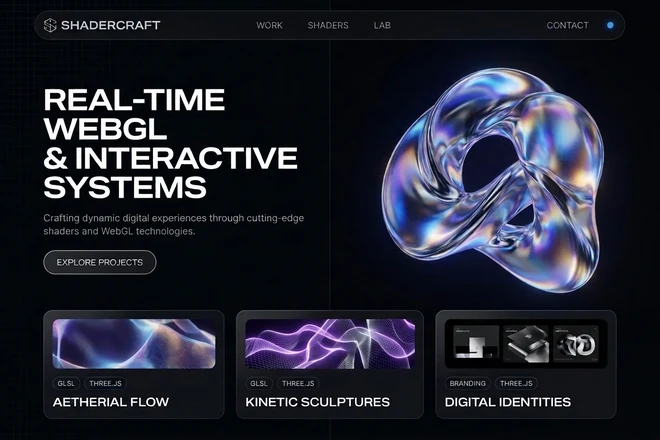 SHADERCRAFT
WORK SHADERS LAB CONTACT
REAL-TIME
WEBGL
& INTERACTIVE
SYSTEMS
Crafting dynamic digital experiences through cutting-edge
shaders and WebGL technologies.
EXPLORE PROJECTS
GLSL THREE.JS
AETHERIAL FLOW
GLSL THREE.JS
KINETIC SCULPTURES
BRANDING THREE.JS
DIGITAL IDENTITIES